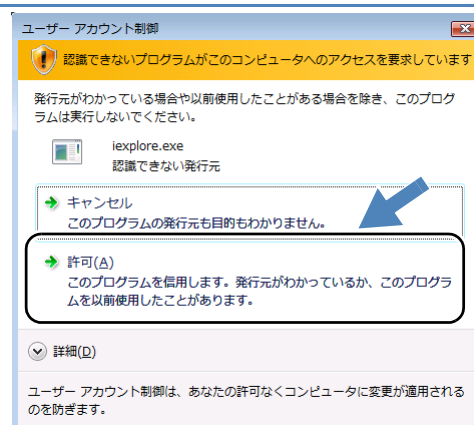 ユーザー アカウント制御
認識できないプログラムがこのコンピュータへのアクセスを要求しています
発行元がわかっている場合や以前使用したことがある場合を除き、このプログ
ラムは実行しないでください。
iexplore.exe
認識できない発行元
キャンセル
このプログラムの発行元も目的もわかりません。
許可(A)
このプログラムを信用します。発行元がわかっているか、このプログラ
ムを以前使用したことがあります。
詳細(D)
ユーザー アカウント制御は、あなたの許可なくコンピュータに変更が適用される
のを防ぎます。